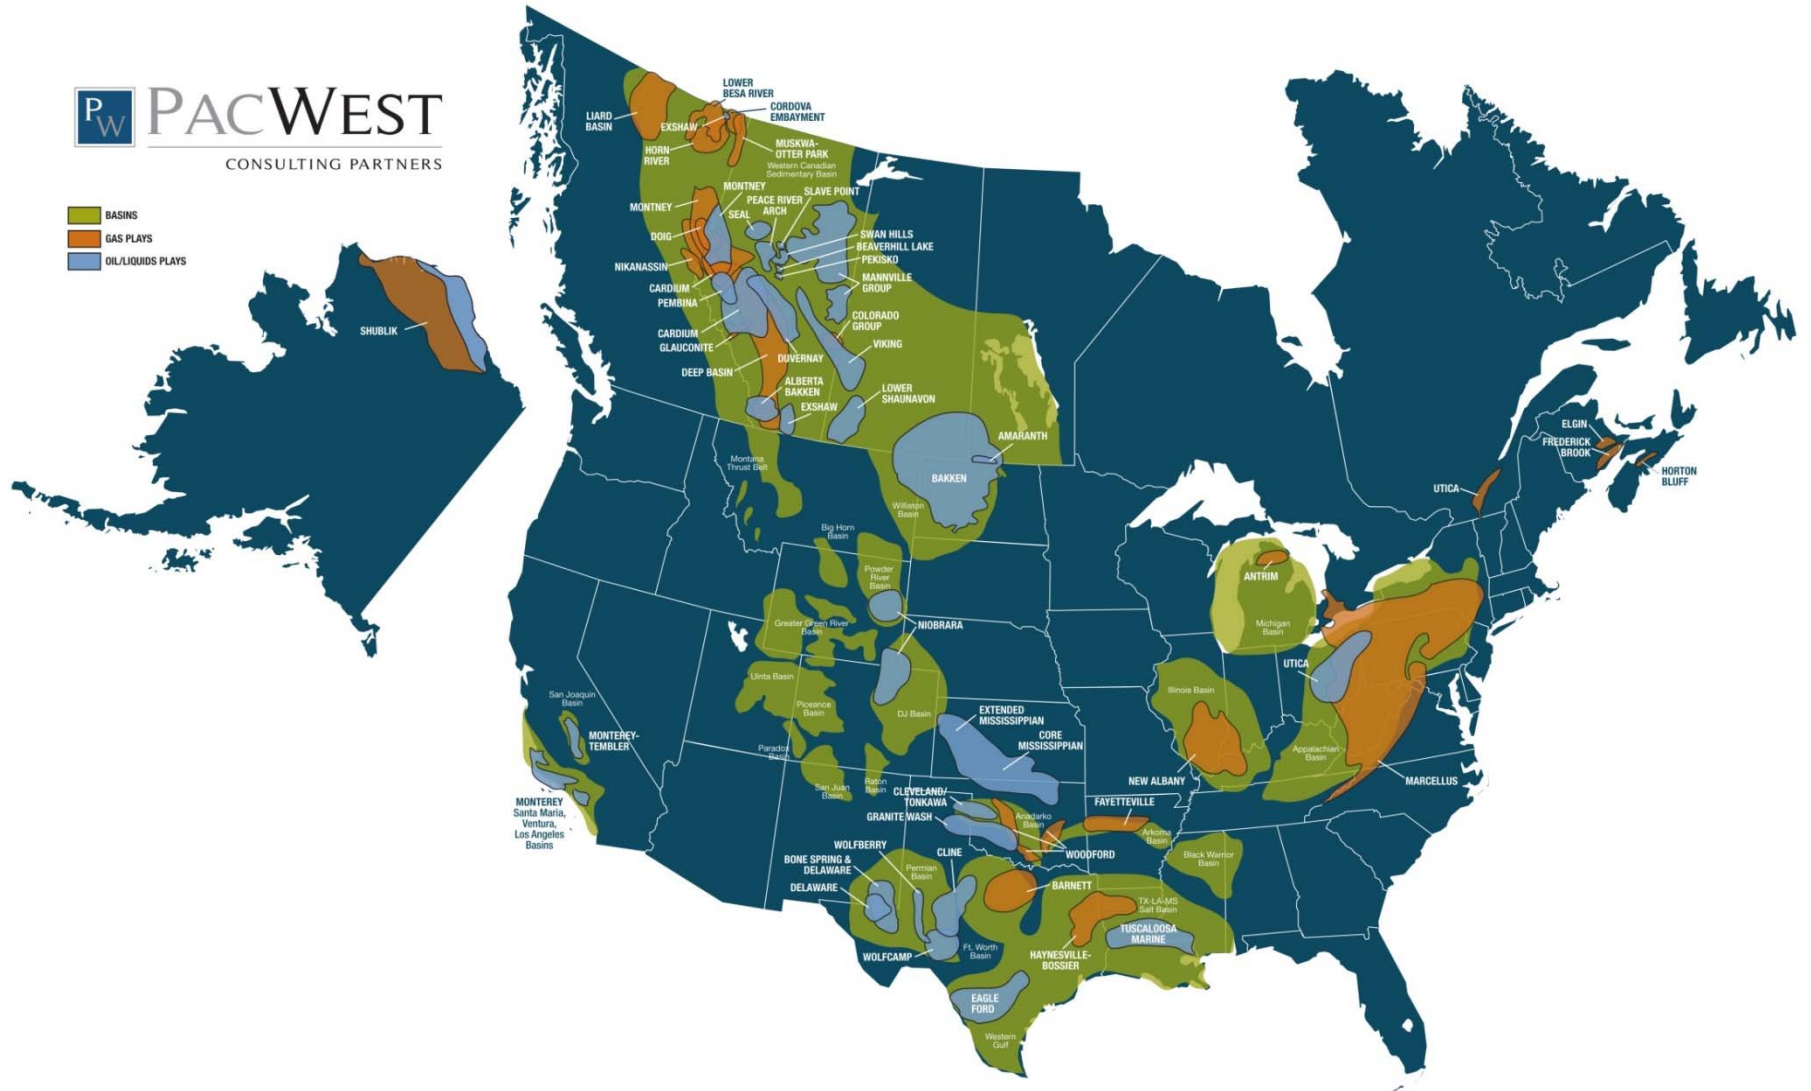 PW
PACWEST
CONSULTING PARTNERS
BASINS
GAS PLAYS
OIL/LIQUIDS PLAYS
SHUBLIK
LIARD
BASIN
LOWER
BESA RIVER
CORDOVA
EMBAYMENT
EXSHAW
HORN
RIVER
MUSKWA-
OTTER PARK
Western Canadian
Sedimentary Basin
MONTNEY
MONTNEY
SLAVE POINT
PEACE RIVER
ARCH
SEAL
DOIG
SWAN HILLS
BEAVERHILL LAKE
PEKISKO
NIKANASSIN
MANNVILLE
GROUP
CARDIUM
PEMBINA
COLORADO
GROUP
CARDIUM
GLAUCONITE
VIKING
DUVERNAY
DEEP BASIN
ALBERTA
BAKKEN
LOWER
SHAUNAVON
EXSHAW
AMARANTH
BAKKEN
Montana
Thrust Belt
Williston
Basin
Big Horn
Basin
Powder
River
Basin
Greater Green River
Basin
NIOBRARA
Uinta Basin
Piceance
Basin
DJ Basin
Paradox
Basin
San Juan
Basin
Raton
Basin
San Joaquin
Basin
MONTEREY-
TEMBLER
MONTEREY
Santa Maria,
Ventura,
Los Angeles
Basins
EXTENDED
MISSISSIPPIAN
CORE
MISSISSIPPIAN
CLEVELAND/
TONKAWA
GRANITE WASH
Anadarko
Basin
FAYETTEVILLE
Arkoma
Basin
WOODFORD
WOLFBERRY
CLINE
BONE SPRING &
DELAWARE
DELAWARE
Permian
Basin
BARNETT
Black Warrior
Basin
TX-LA-MS
Salt Basin
TUSCALOOSA
MARINE
HAYNESVILLE-
BOSSIER
WOLFCAMP
Ft. Worth
Basin
EAGLE
FORD
Western
Gulf
ELGIN
FREDERICK
BROOK
HORTON
BLUFF
UTICA
ANTRIM
Michigan
Basin
UTICA
Illinois Basin
NEW ALBANY
Appalachian
Basin
MARCELLUS